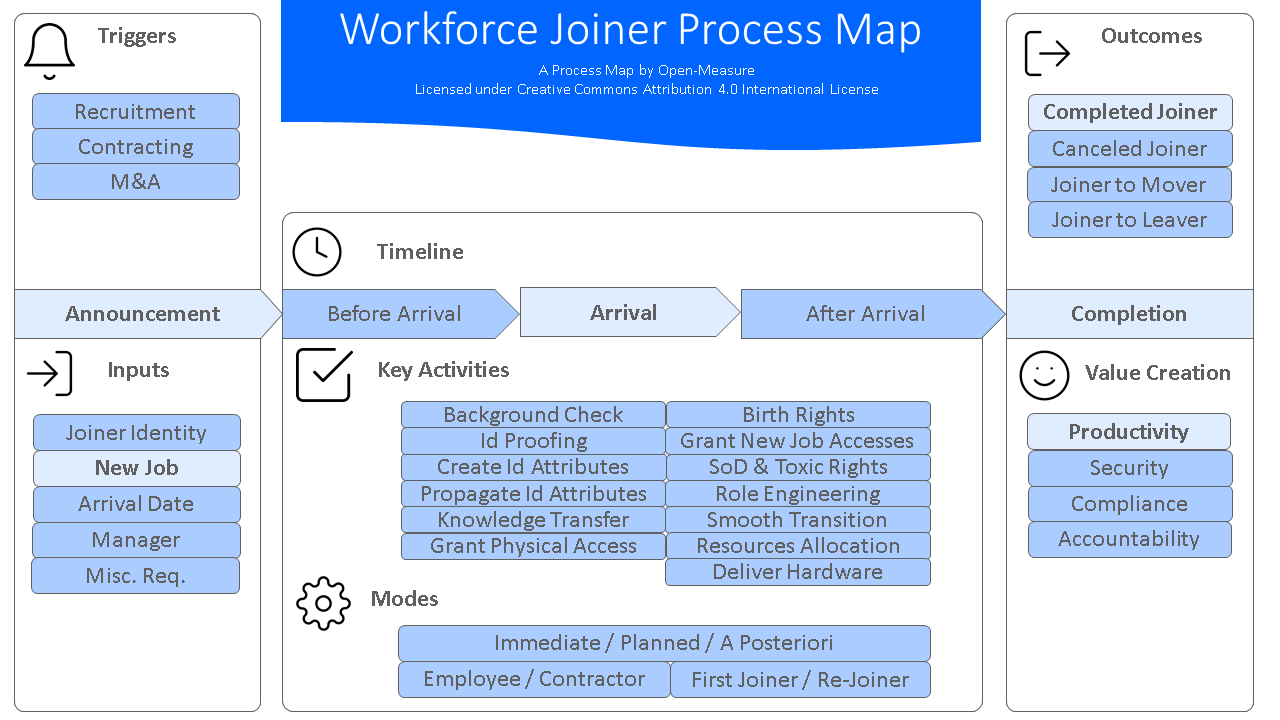 Workforce Joiner Process Map
A Process Map by Open-Measure
Licensed under Creative Commons Attribution 4.0 International License
Triggers
Recruitment
Contracting
M&A
Announcement
Inputs
Joiner Identity
New Job
Arrival Date
Manager
Misc. Req.
Timeline
Before Arrival
Arrival
After Arrival
Key Activities
Background Check
Id Proofing
Create Id Attributes
Propagate Id Attributes
Knowledge Transfer
Grant Physical Access
Birth Rights
Grant New Job Accesses
SoD & Toxic Rights
Role Engineering
Smooth Transition
Resources Allocation
Deliver Hardware
Modes
Immediate / Planned / A Posteriori
Employee / Contractor
First Joiner / Re-Joiner
Outcomes
Completed Joiner
Canceled Joiner
Joiner to Mover
Joiner to Leaver
Completion
Value Creation
Productivity
Security
Compliance
Accountability